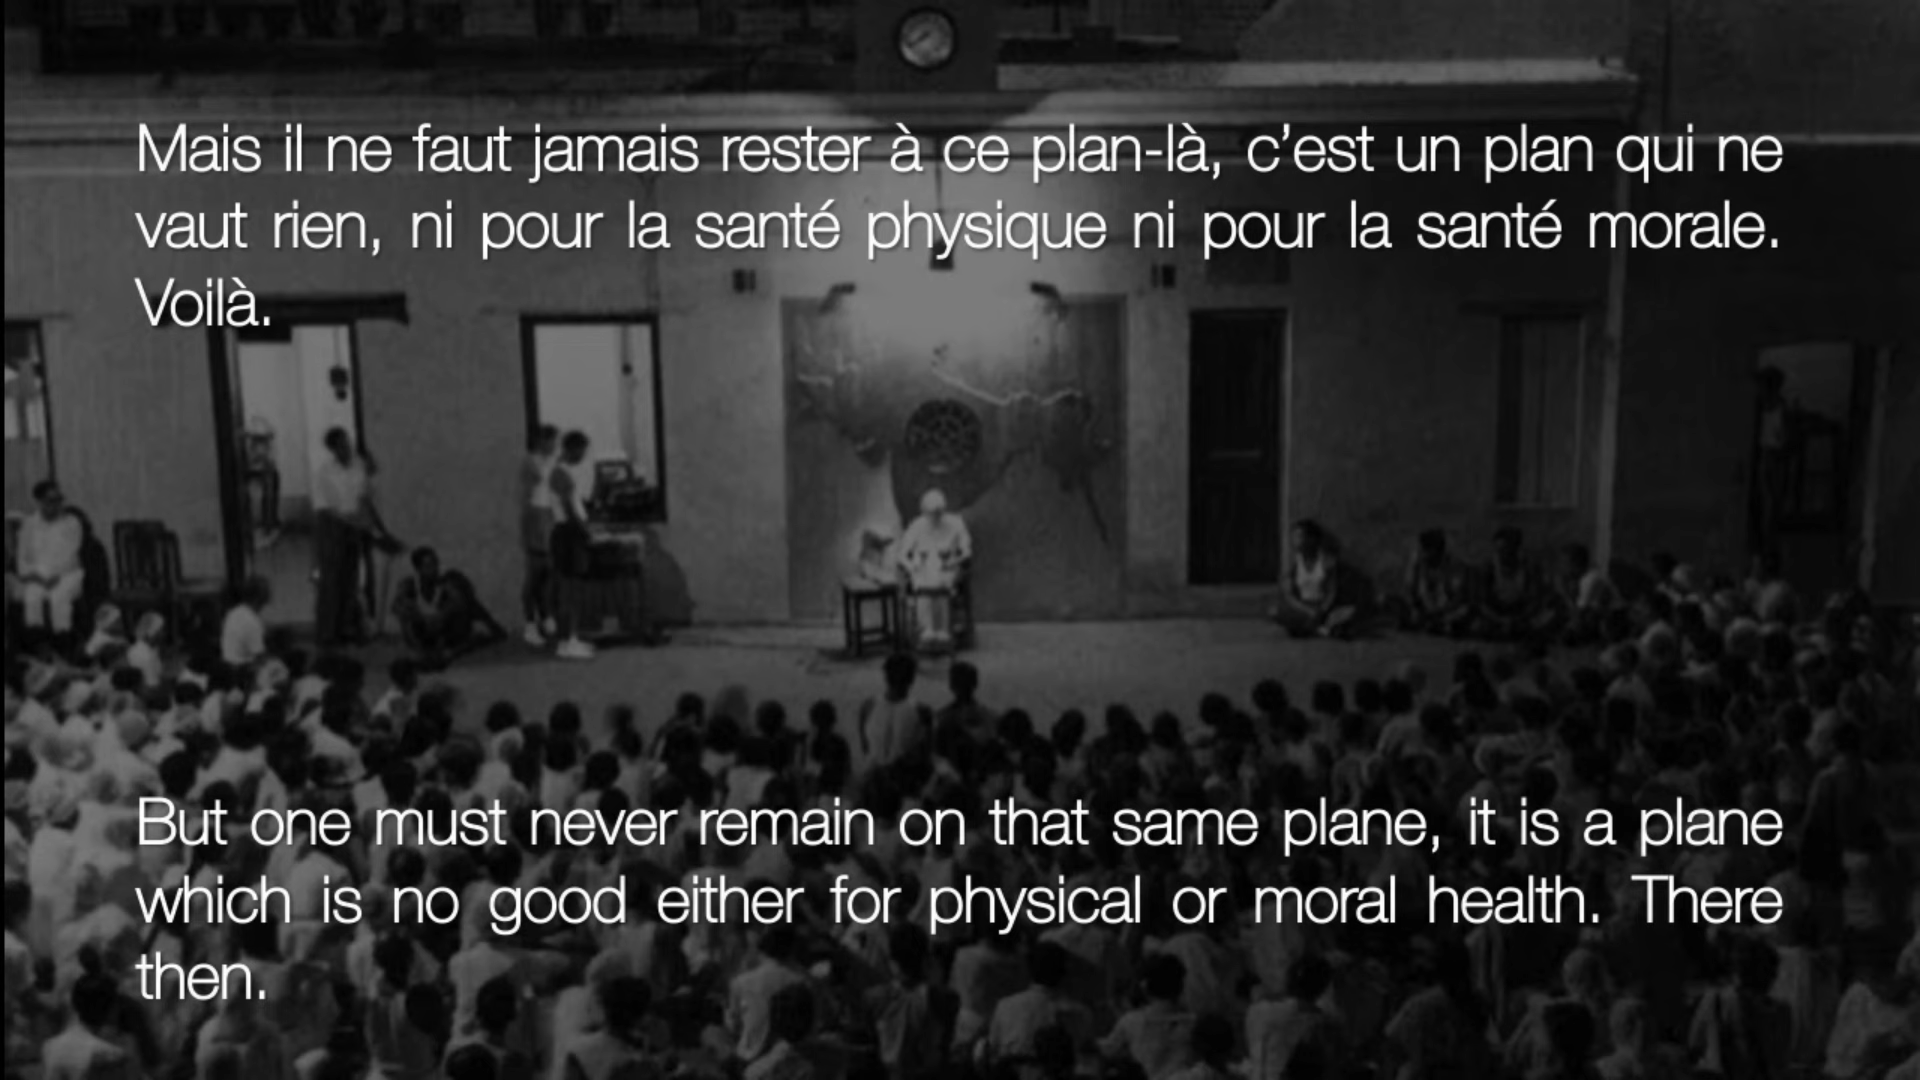 Mais il ne faut jamais rester à ce plan-là, c’est un plan qui ne
vaut rien, ni pour la santé physique ni pour la santé morale.
Voilà.
But one must never remain on that same plane, it is a plane
which is no good either for physical or moral health. There
then.